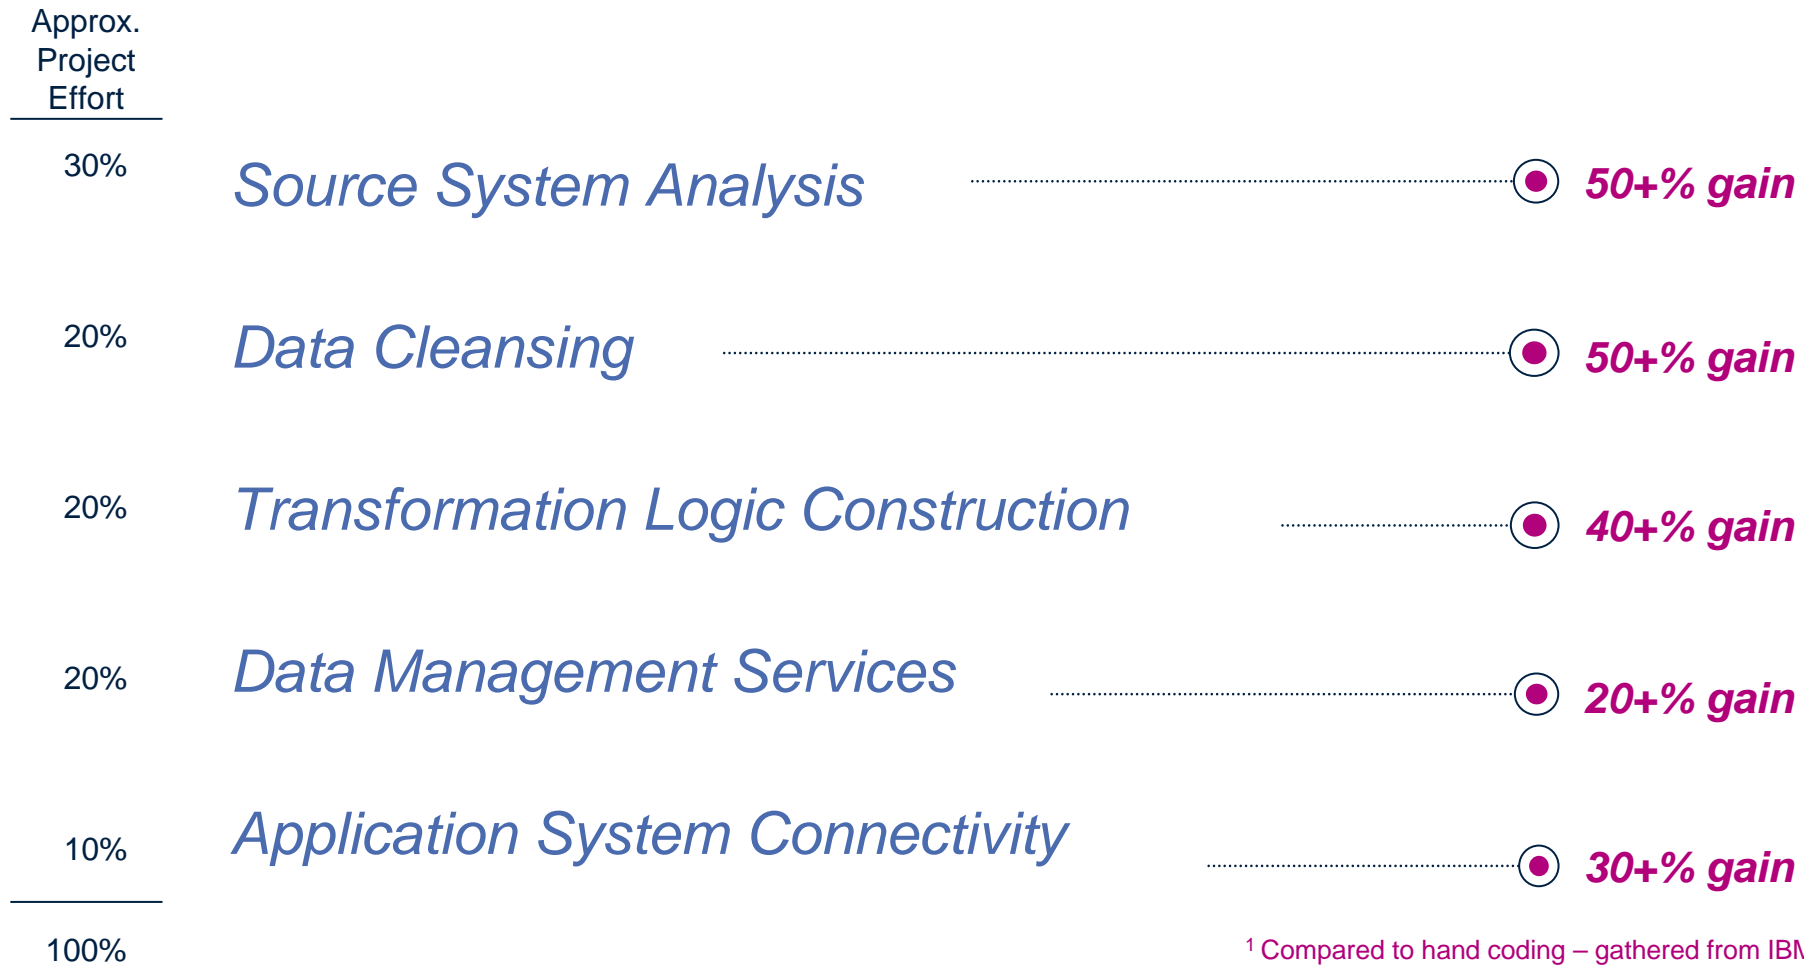 Approx.
Project
Effort
30%
Source System Analysis
50+% gain
20%
Data Cleansing
50+% gain
20%
Transformation Logic Construction
40+% gain
20%
Data Management Services
20+% gain
10%
Application System Connectivity
30+% gain
100%
1 Compared to hand coding – gathered from IBM